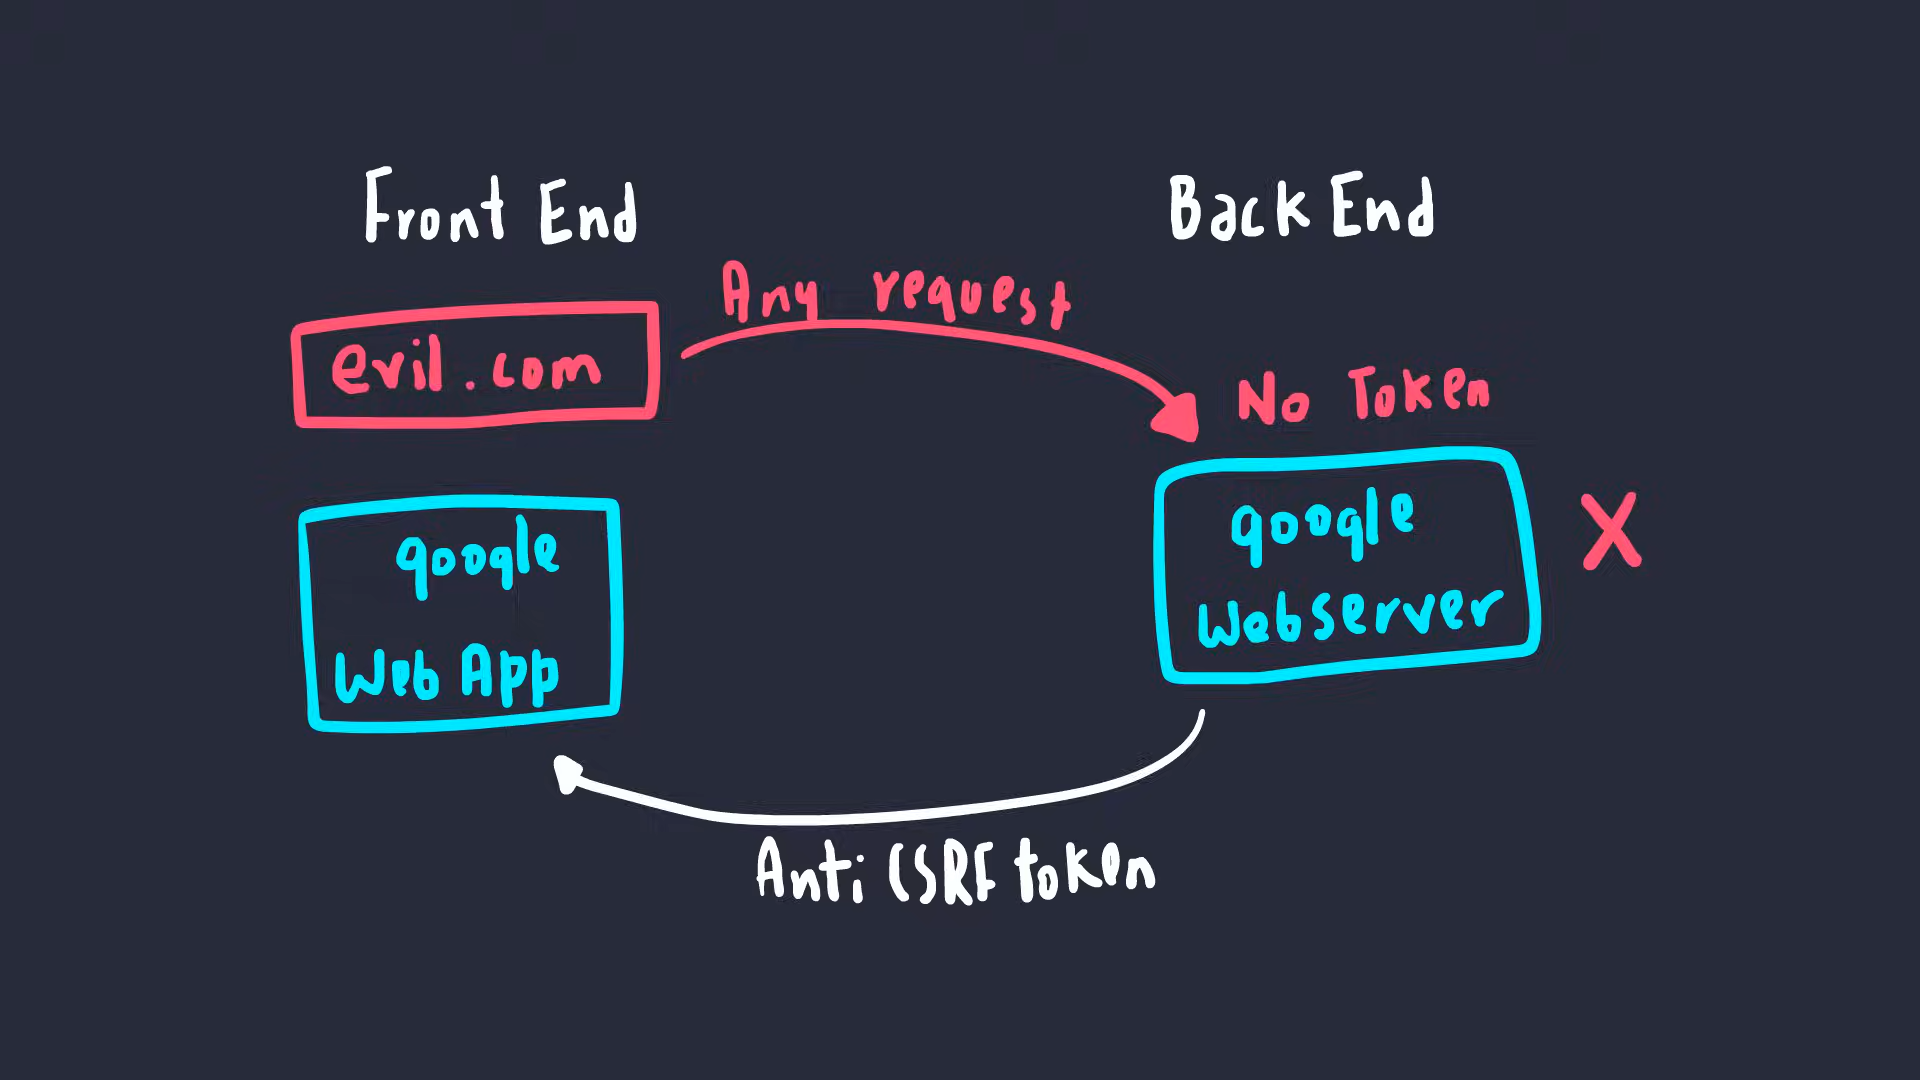 Front End
Back End
Any request
evil.com
No Token
google
Web App
google
Webserver
X
Anti CSRF token